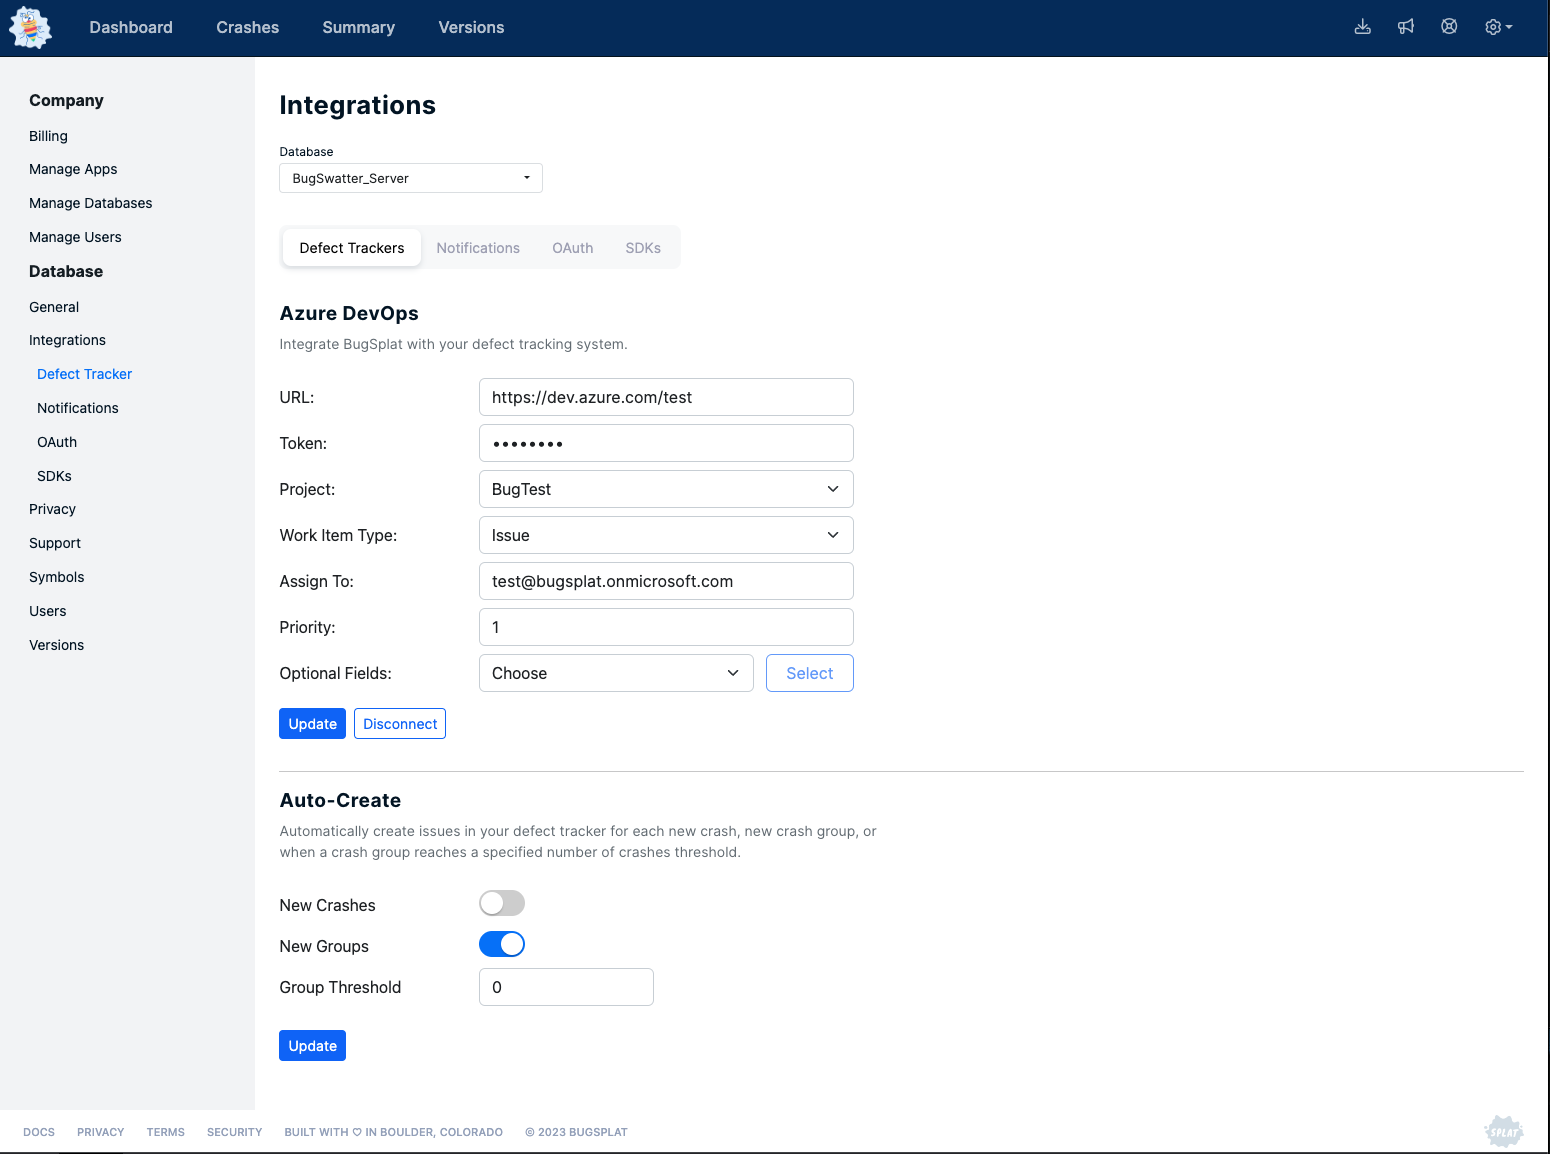 Dashboard Crashes Summary Versions
Company
Billing
Manage Apps
Manage Databases
Manage Users
Database
General
Integrations
Defect Tracker
Notifications
OAuth
SDKs
Privacy
Support
Symbols
Users
Versions
Integrations
Database
BugSwatter_Server
Defect Trackers Notifications OAuth SDKs
Azure DevOps
Integrate BugSplat with your defect tracking system.
URL: https://dev.azure.com/test
Token: ••••••••
Project: BugTest
Work Item Type: Issue
Assign To: test@bugsplat.onmicrosoft.com
Priority: 1
Optional Fields: Choose Select
Update Disconnect
Auto-Create
Automatically create issues in your defect tracker for each new crash, new crash group, or
when a crash group reaches a specified number of crashes threshold.
New Crashes
New Groups
Group Threshold 0
Update
DOCS PRIVACY TERMS SECURITY BUILT WITH ♡ IN BOULDER, COLORADO © 2023 BUGSPLAT
SPLAT